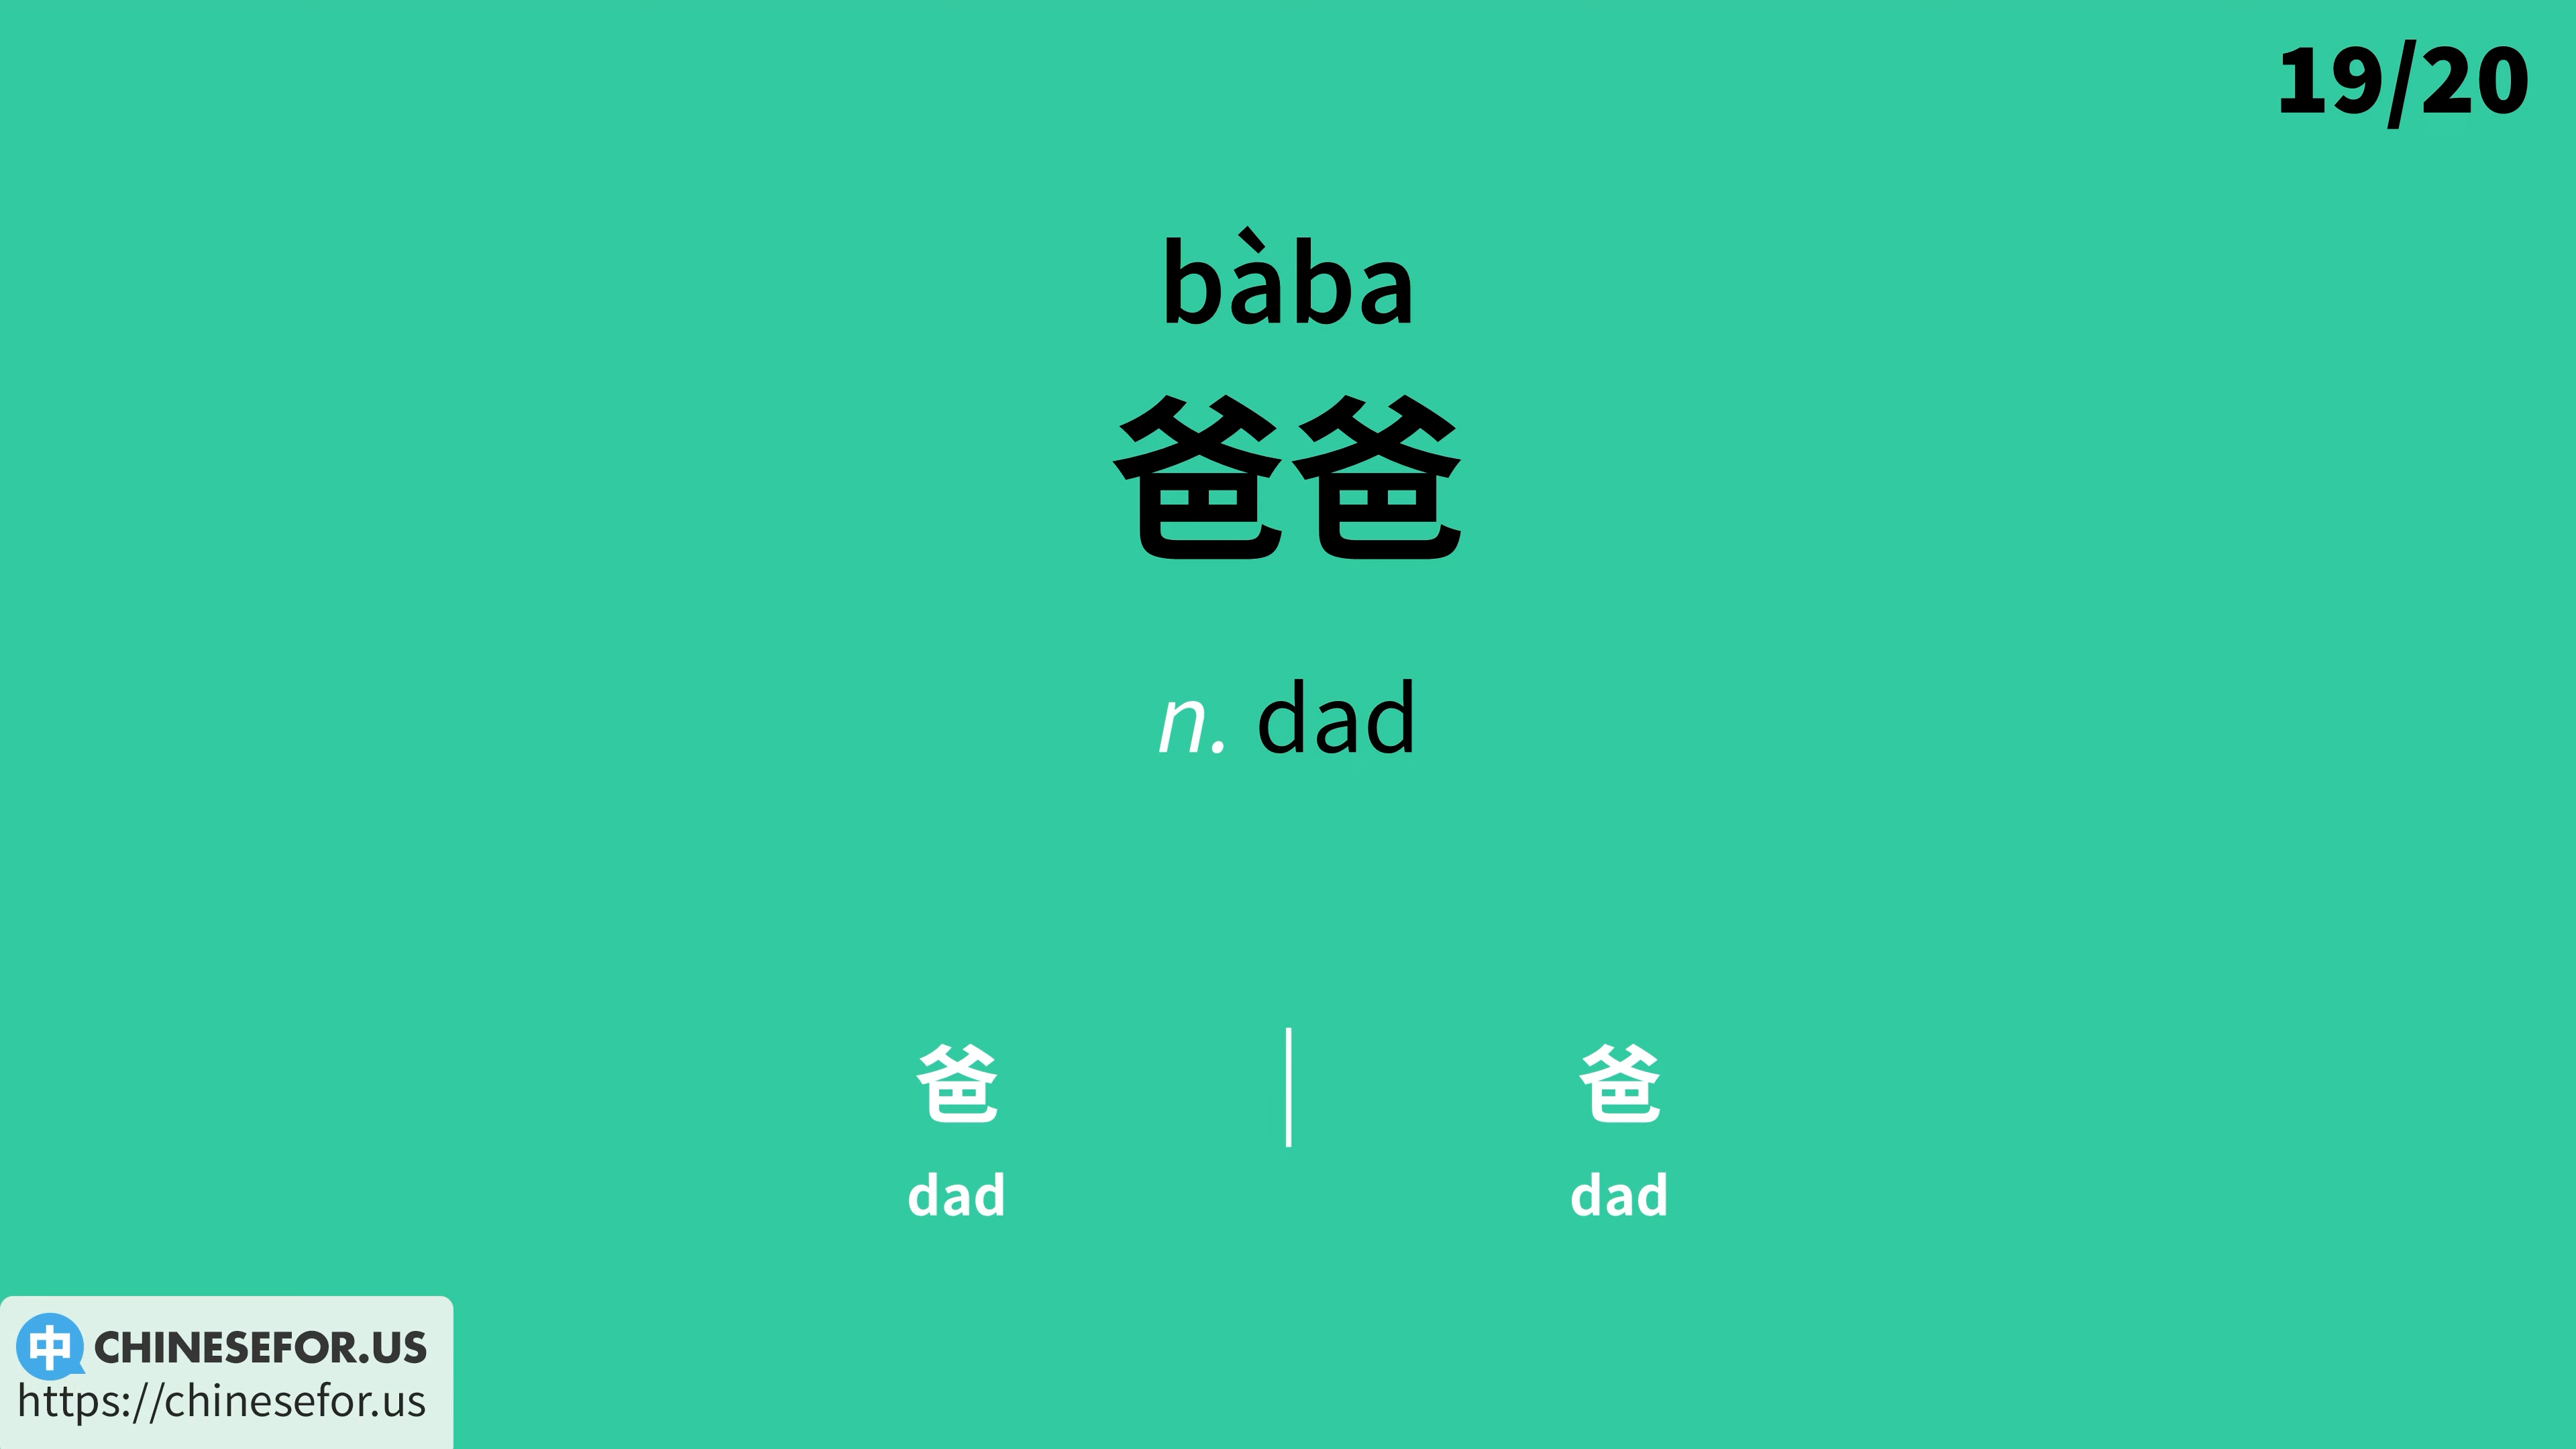 19/20
bàba
爸爸
n. dad
爸 爸
dad dad
中 CHINESEFOR.US
https://chinesefor.us